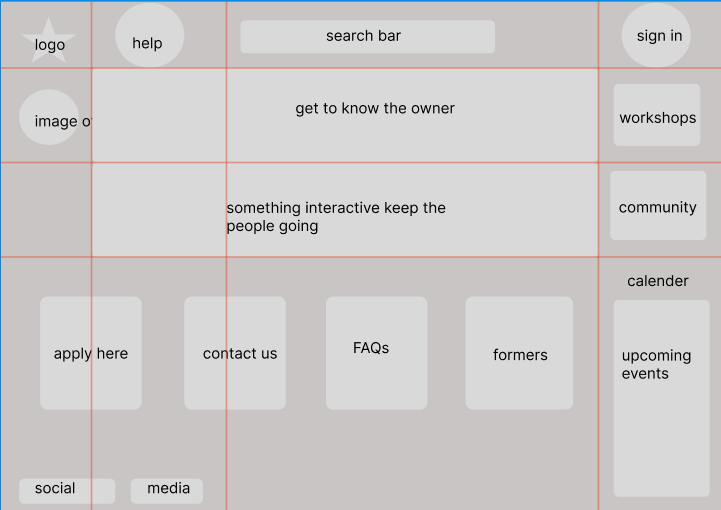 logo
help
search bar
sign in
image o
get to know the owner
workshops
something interactive keep the
people going
community
calender
apply here
contact us
FAQs
formers
upcoming
events
social
media